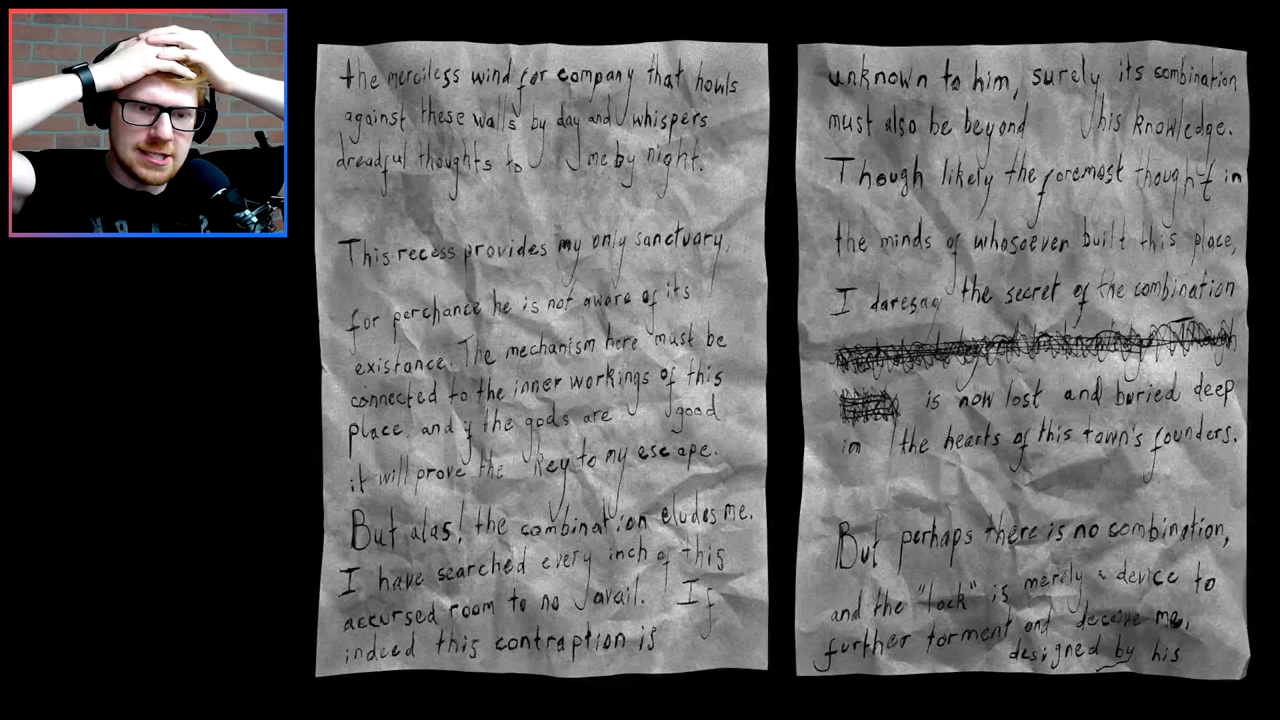 the merciless wind for company that howls
against these walls by day and whispers
dreadful thoughts to me by night.
This recess provides my only sanctuary,
for perchance he is not aware of its
existance. The mechanism here must be
connected to the inner workings of this
place, and if the gods are good
it will prove the key to my escape.
But alas! the combination eludes me.
I have searched every inch of this
accursed room to no avail. If
indeed this contraption is
unknown to him, surely its combination
must also be beyond his knowledge.
Though likely the foremost thought in
the minds of whosoever built this place,
I daresay the secret of the combination
is now lost and buried deep
in the hearts of this town's founders.
But perhaps there is no combination,
and the "lock" is merely a device to
further torment and deceive me,
designed by his